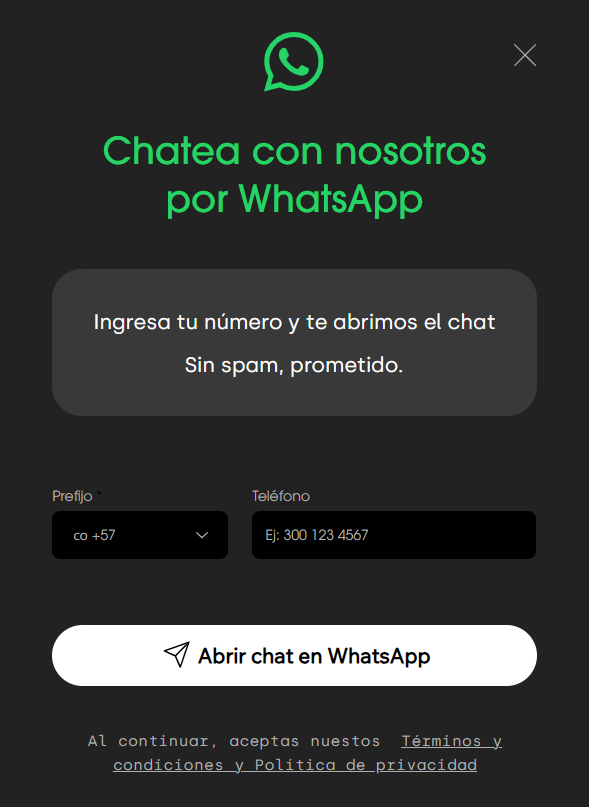 Chatea con nosotros
por WhatsApp
Ingresa tu número y te abrimos el chat
Sin spam, prometido.
Prefijo * Teléfono
co +57 Ej: 300 123 4567
Abrir chat en WhatsApp
Al continuar, aceptas nuestos Términos y
condiciones y Política de privacidad